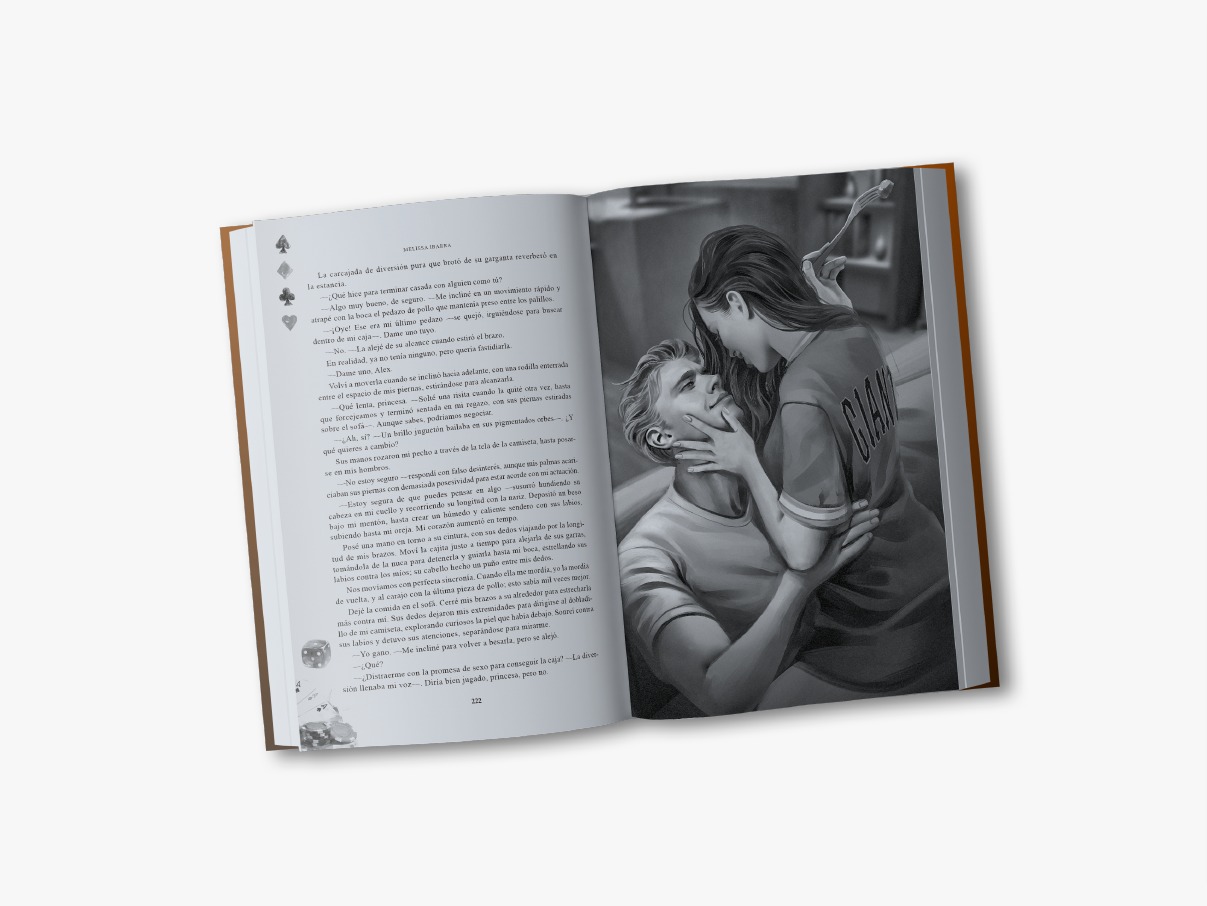 MELISSA IBARRA
La carcajada de diversión pura que brotó de su garganta reverberó en
la estancia.
—¿Qué hice para terminar casada con alguien como tú?
—Algo muy bueno, de seguro. —Me incliné en un movimiento rápido y
atrapé con la boca el pedazo de pollo que mantenía preso entre los palillos.
—¡Oye! Ese era mi último pedazo —se quejó, irguiéndose para buscar
dentro de mi caja—. Dame uno tuyo.
—No. —La alejé de su alcance cuando estiró el brazo.
En realidad, ya no tenía ninguno, pero quería fastidiarla.
—Dame uno, Alex.
Volví a moverla cuando se inclinó hacia adelante, con una rodilla enterrada
entre el espacio de mis piernas, estirándose para alcanzarla.
—Qué lenta, princesa. —Solté una risita cuando la quité otra vez, hasta
que forcejeamos y terminó sentada en mi regazo, con sus piernas estiradas
sobre el sofá—. Aunque sabes, podríamos negociar.
—¿Ah, sí? —Un brillo juguetón bailaba en sus pigmentados orbes—. ¿Y
qué quieres a cambio?
Sus manos rozaron mi pecho a través de la tela de la camiseta, hasta posar-
se en mis hombros.
—No estoy seguro —respondí con falso desinterés, aunque mis palmas acari-
ciaban sus piernas con demasiada posesividad para estar acorde con mi actuación.
—Estoy segura de que puedes pensar en algo —susurró hundiendo su
cabeza en mi cuello y recorriendo su longitud con la nariz. Depositó un beso
bajo mi mentón, hasta crear un húmedo y caliente sendero con sus labios,
subiendo hasta mi oreja. Mi corazón aumentó en tempo.
Posé una mano en torno a su cintura, con sus dedos viajando por la longi-
tud de mis brazos. Moví la cajita justo a tiempo para alejarla de sus garras,
tomándola de la nuca para detenerla y guiarla hasta mi boca, estrellando sus
labios contra los míos; su cabello hecho un puño entre mis dedos.
Nos movíamos con perfecta sincronía. Cuando ella me mordía, yo la mordía
de vuelta, y al carajo con la última pieza de pollo; esto sabía mil veces mejor.
Dejé la comida en el sofá. Cerré mis brazos a su alrededor para estrecharla
más contra mí. Sus dedos dejaron mis extremidades para dirigirse al dobladi-
llo de mi camiseta, explorando curiosos la piel que había debajo. Sonreí contra
sus labios y detuvo sus atenciones, separándose para mirarme.
—Yo gano. —Me incliné para volver a besarla, pero se alejó.
—¿Qué?
—¿Distraerme con la promesa de sexo para conseguir la caja? —La diver-
sión llenaba mi voz—. Diría bien jugado, princesa, pero no.
222
GIAN